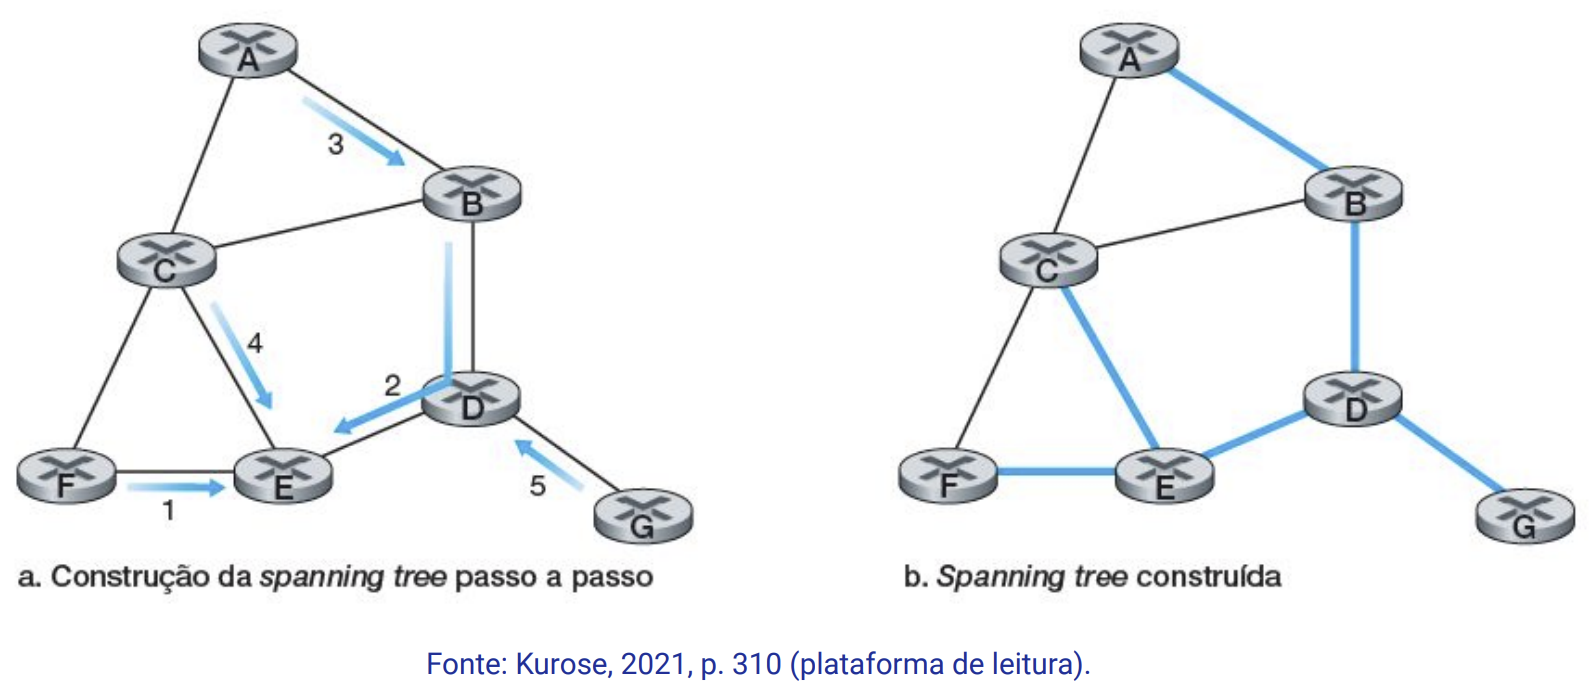 A
3
B
C
4
2
D
F
E
1
5
G
a. Construção da spanning tree passo a passo
A
B
C
D
F
E
G
b. Spanning tree construída
Fonte: Kurose, 2021, p. 310 (plataforma de leitura).